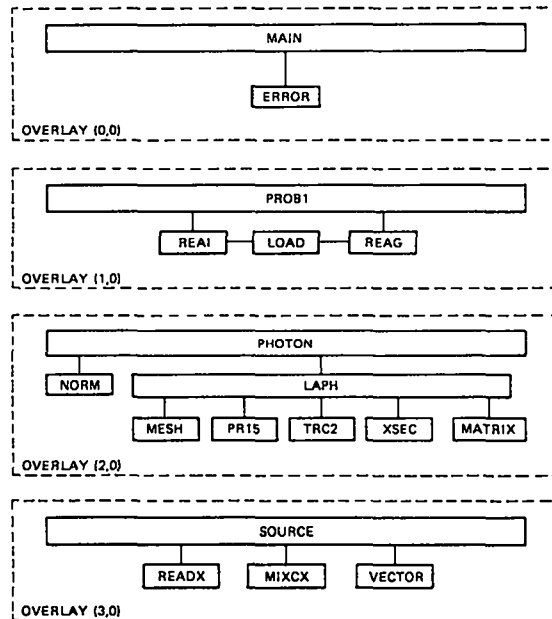 MAIN
ERROR
OVERLAY (0,0)
PROB1
REAI LOAD REAG
OVERLAY (1,0)
PHOTON
NORM LAPH
MESH PR15 TRC2 XSEC MATRIX
OVERLAY (2,0)
SOURCE
READX MIXCX VECTOR
OVERLAY (3,0)